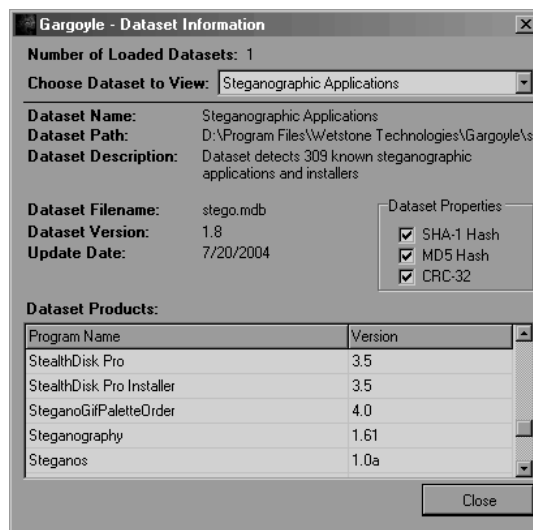 Gargoyle - Dataset Information
Number of Loaded Datasets: 1
Choose Dataset to View: Steganographic Applications
Dataset Name: Steganographic Applications
Dataset Path: D:\Program Files\Wetstone Technologies\Gargoyle\s
Dataset Description: Dataset detects 309 known steganographic
applications and installers
Dataset Filename: stego.mdb
Dataset Version: 1.8
Update Date: 7/20/2004
Dataset Properties
SHA-1 Hash
MD5 Hash
CRC-32
Dataset Products:
Program Name Version
StealthDisk Pro 3.5
StealthDisk Pro Installer 3.5
SteganoGifPaletteOrder 4.0
Steganography 1.61
Steganos 1.0a
Close